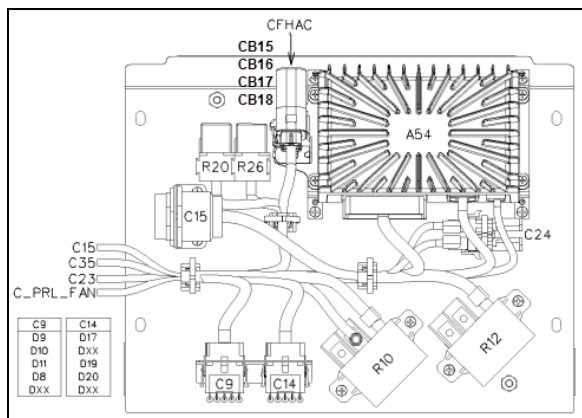 CFHAC
CB15
CB16
CB17
CB18
A54
R20 R26
C15
C24
C15
C35
C23
C_PRL_FAN
R10
R12
C9 C14
C9 C14
D9 D17
D10 DXX
D11 D19
D8 D20
DXX DXX